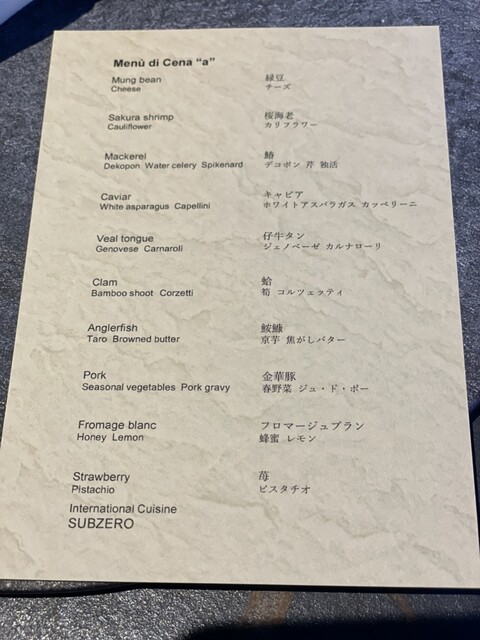 Menù di Cena “a”
Mung bean 緑豆
Cheese チーズ
Sakura shrimp 桜海老
Cauliflower カリフラワー
Mackerel 鰆
Dekopon Water celery Spikenard デコポン 芹 独活
Caviar キャビア
White asparagus Capellini ホワイトアスパラガス カッペリーニ
Veal tongue 仔牛タン
Genovese Carnaroli ジェノベーゼ カルナローリ
Clam 蛤
Bamboo shoot Corzetti 筍 コルツェッティ
Anglerfish 鮟鱇
Taro Browned butter 京芋 焦がしバター
Pork 金華豚
Seasonal vegetables Pork gravy 春野菜 ジュ・ド・ポー
Fromage blanc フロマージュブラン
Honey Lemon 蜂蜜 レモン
Strawberry 苺
Pistachio ピスタチオ
International Cuisine
SUBZERO